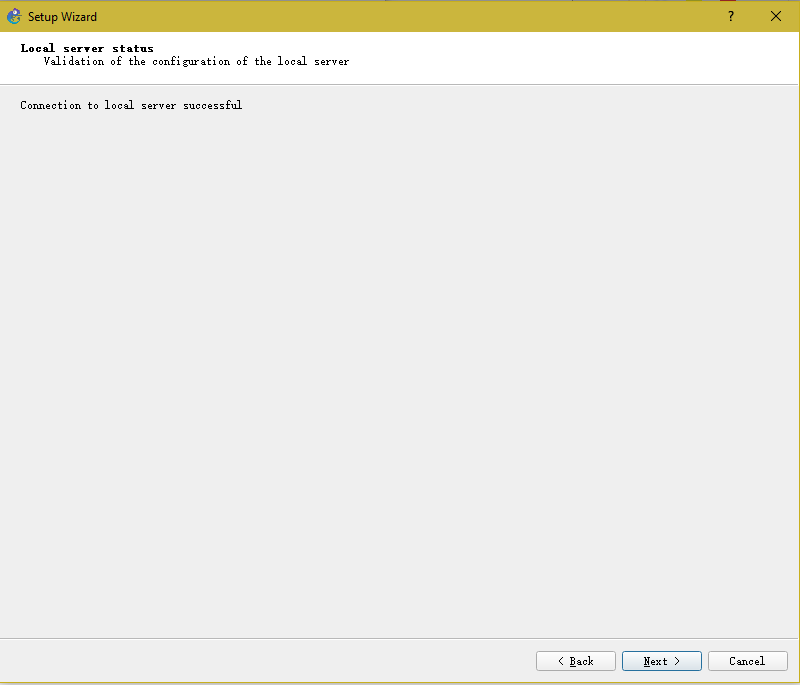 Setup Wizard
Local server status
Validation of the configuration of the local server
Connection to local server successful
< Back
Next >
Cancel